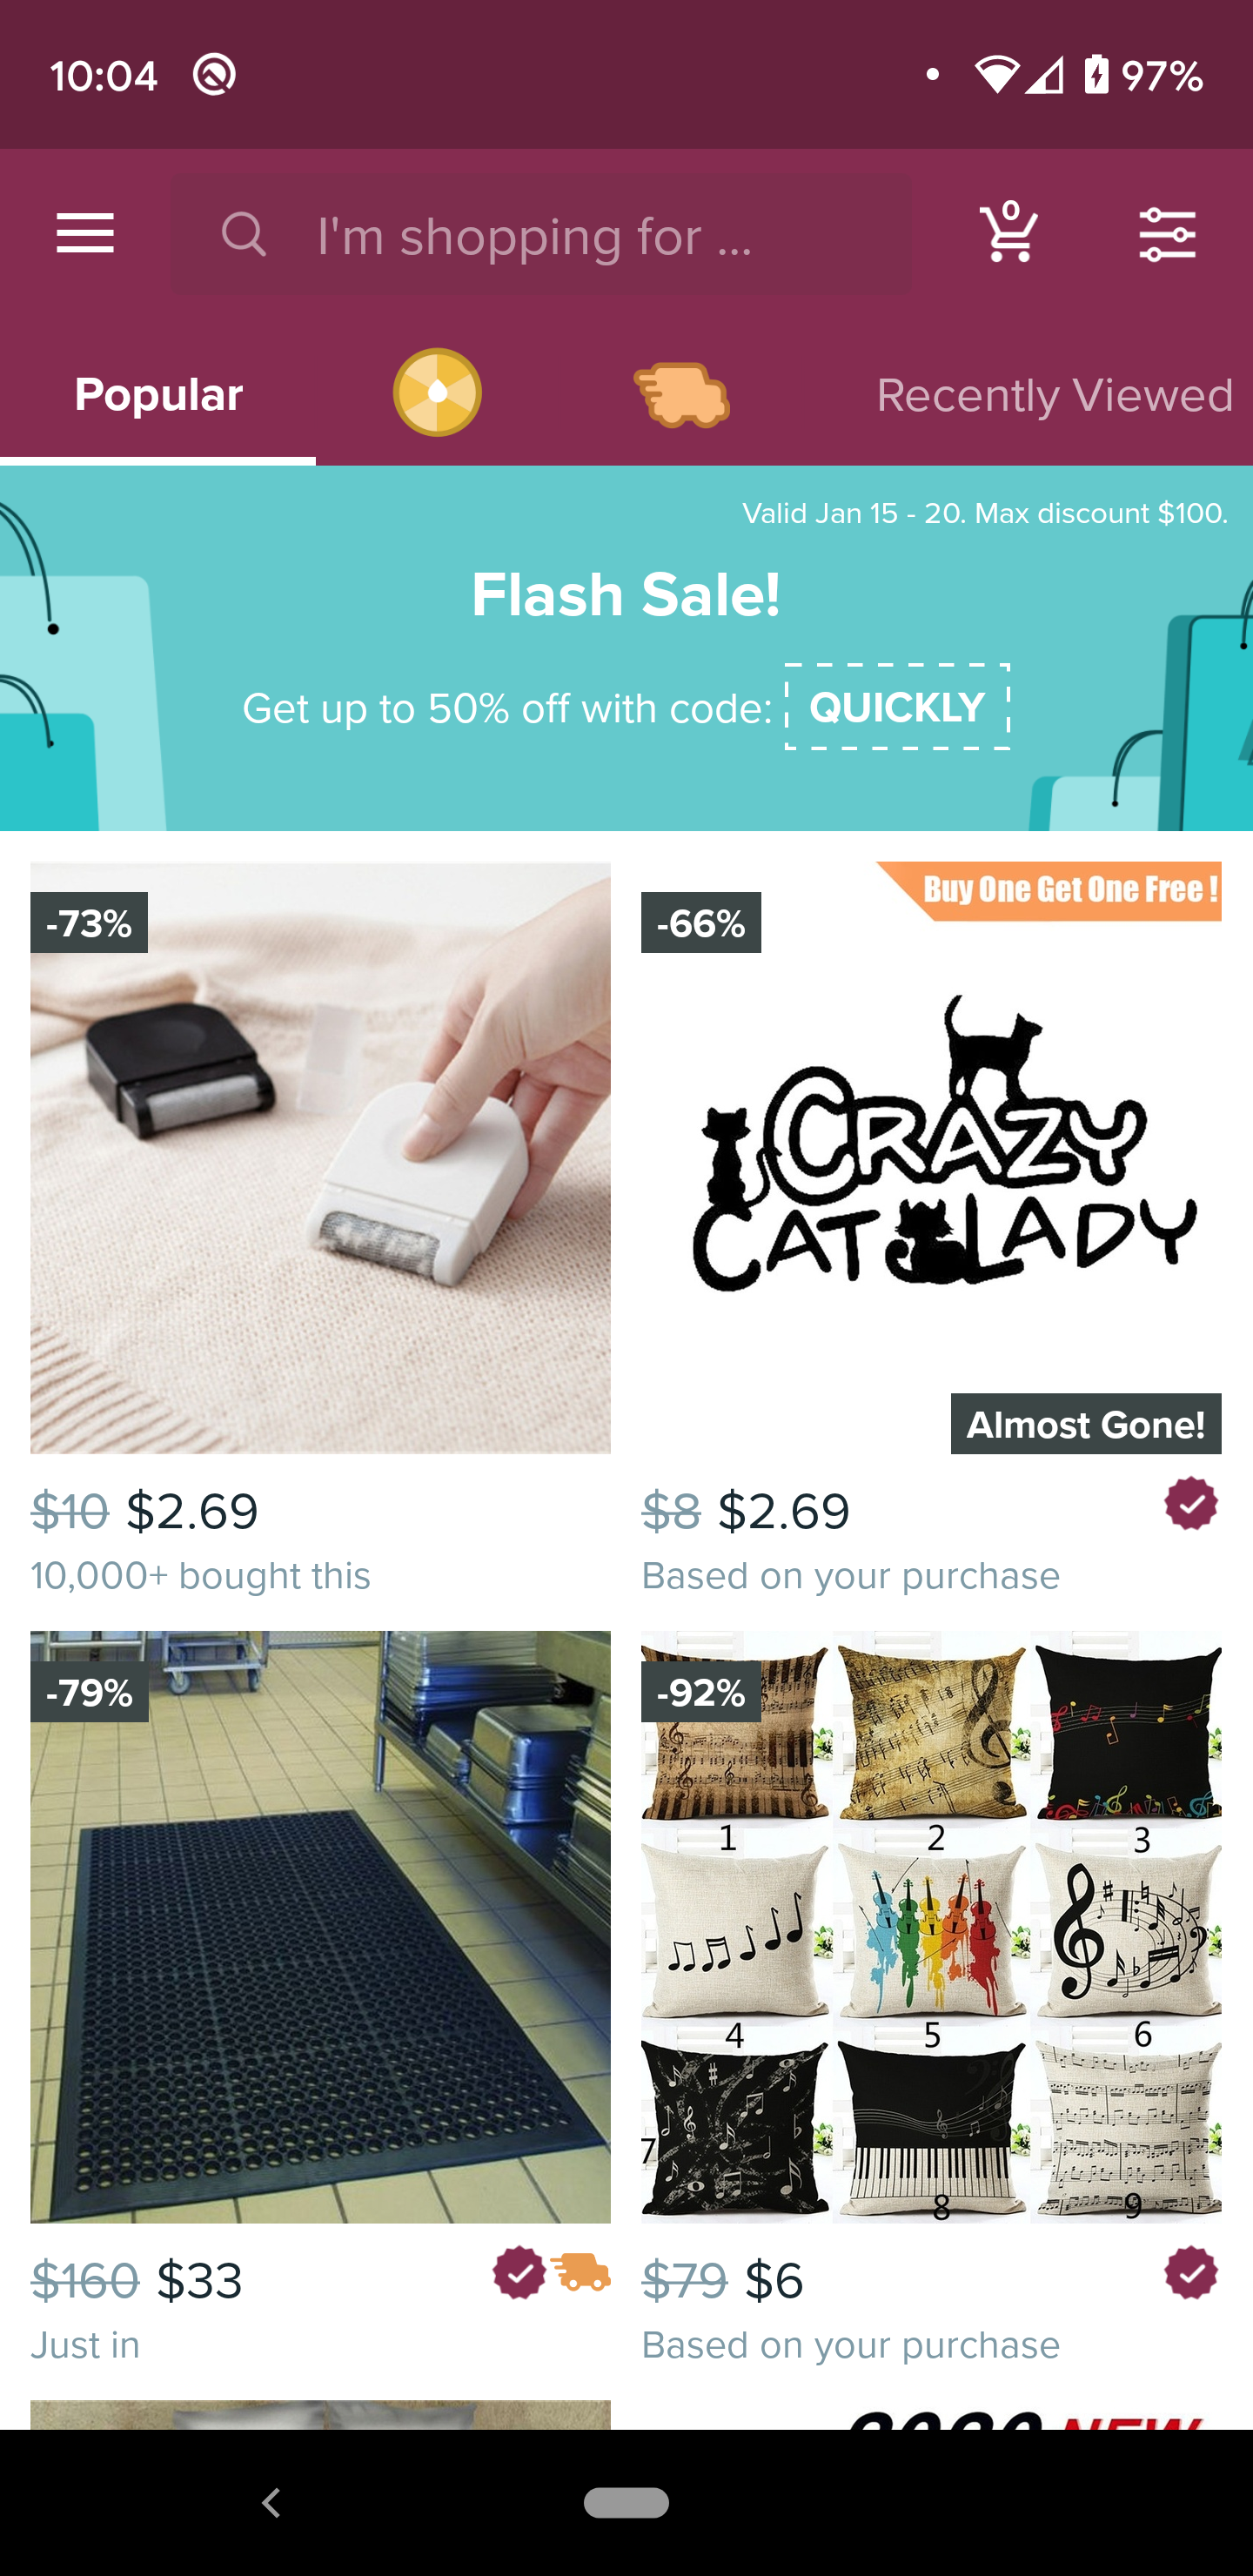 10:04
97%
0
I'm shopping for ...
Popular
Recently Viewed
Valid Jan 15 - 20. Max discount $100.
Flash Sale!
Get up to 50% off with code: QUICKLY
-73%
-66%
Buy One Get One Free !
CRAZY
CAT LADY
Almost Gone!
$10 $2.69
$8 $2.69
10,000+ bought this
Based on your purchase
-79%
-92%
1 2 3
4 5 6
7 8 9
$160 $33
$79 $6
Just in
Based on your purchase
NEW